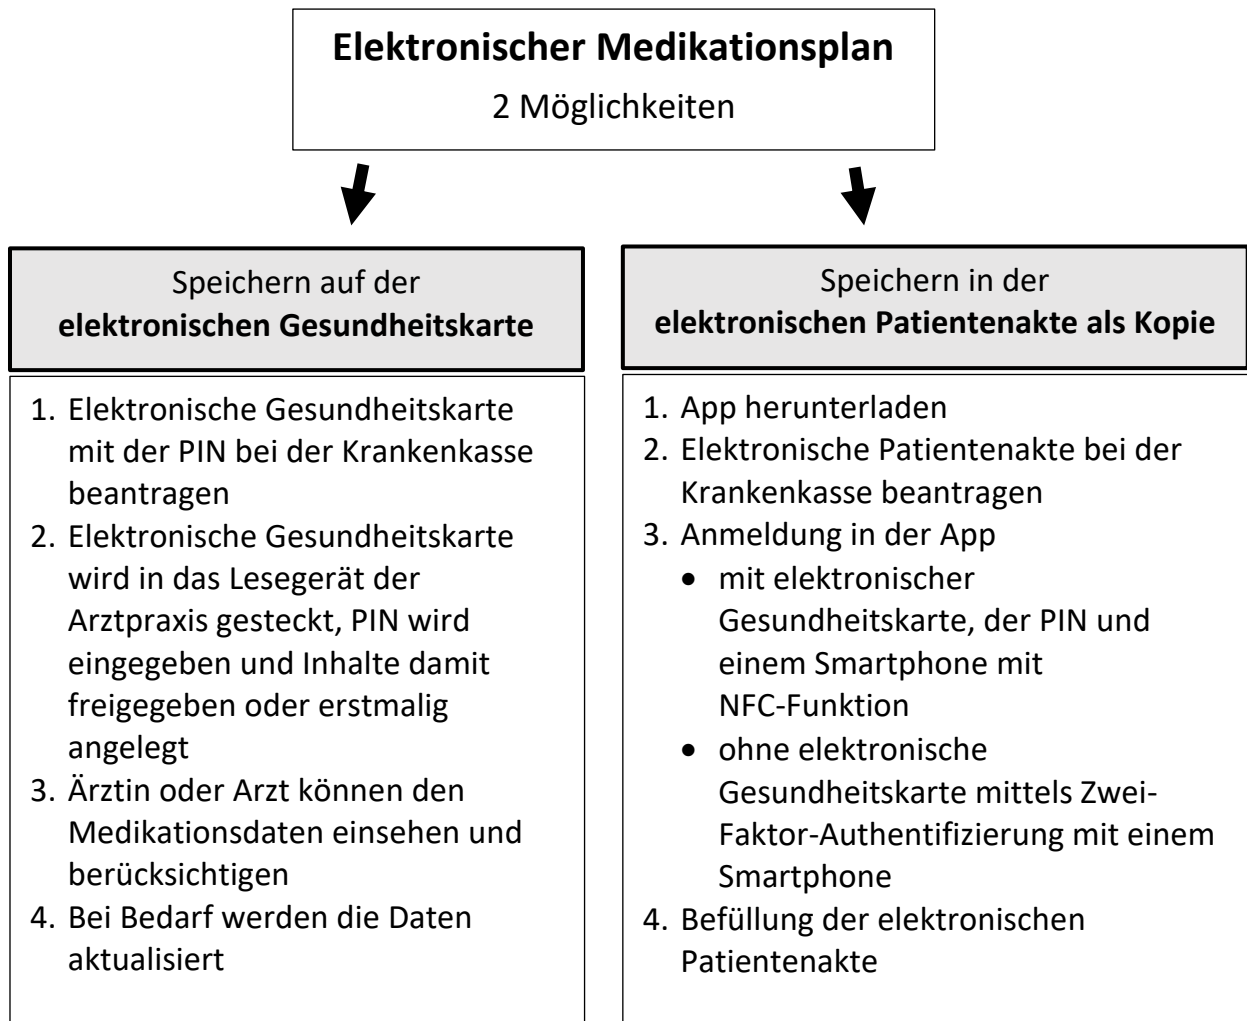 Elektronischer Medikationsplan
2 Möglichkeiten
Speichern auf der
elektronischen Gesundheitskarte
1. Elektronische Gesundheitskarte
mit der PIN bei der Krankenkasse
beantragen
2. Elektronische Gesundheitskarte
wird in das Lesegerät der
Arztpraxis gesteckt, PIN wird
eingegeben und Inhalte damit
freigegeben oder erstmalig
angelegt
3. Ärztin oder Arzt können den
Medikationsdaten einsehen und
berücksichtigen
4. Bei Bedarf werden die Daten
aktualisiert
Speichern in der
elektronischen Patientenakte als Kopie
1. App herunterladen
2. Elektronische Patientenakte bei der
Krankenkasse beantragen
3. Anmeldung in der App
• mit elektronischer
Gesundheitskarte, der PIN und
einem Smartphone mit
NFC-Funktion
• ohne elektronische
Gesundheitskarte mittels Zwei-
Faktor-Authentifizierung mit einem
Smartphone
4. Befüllung der elektronischen
Patientenakte